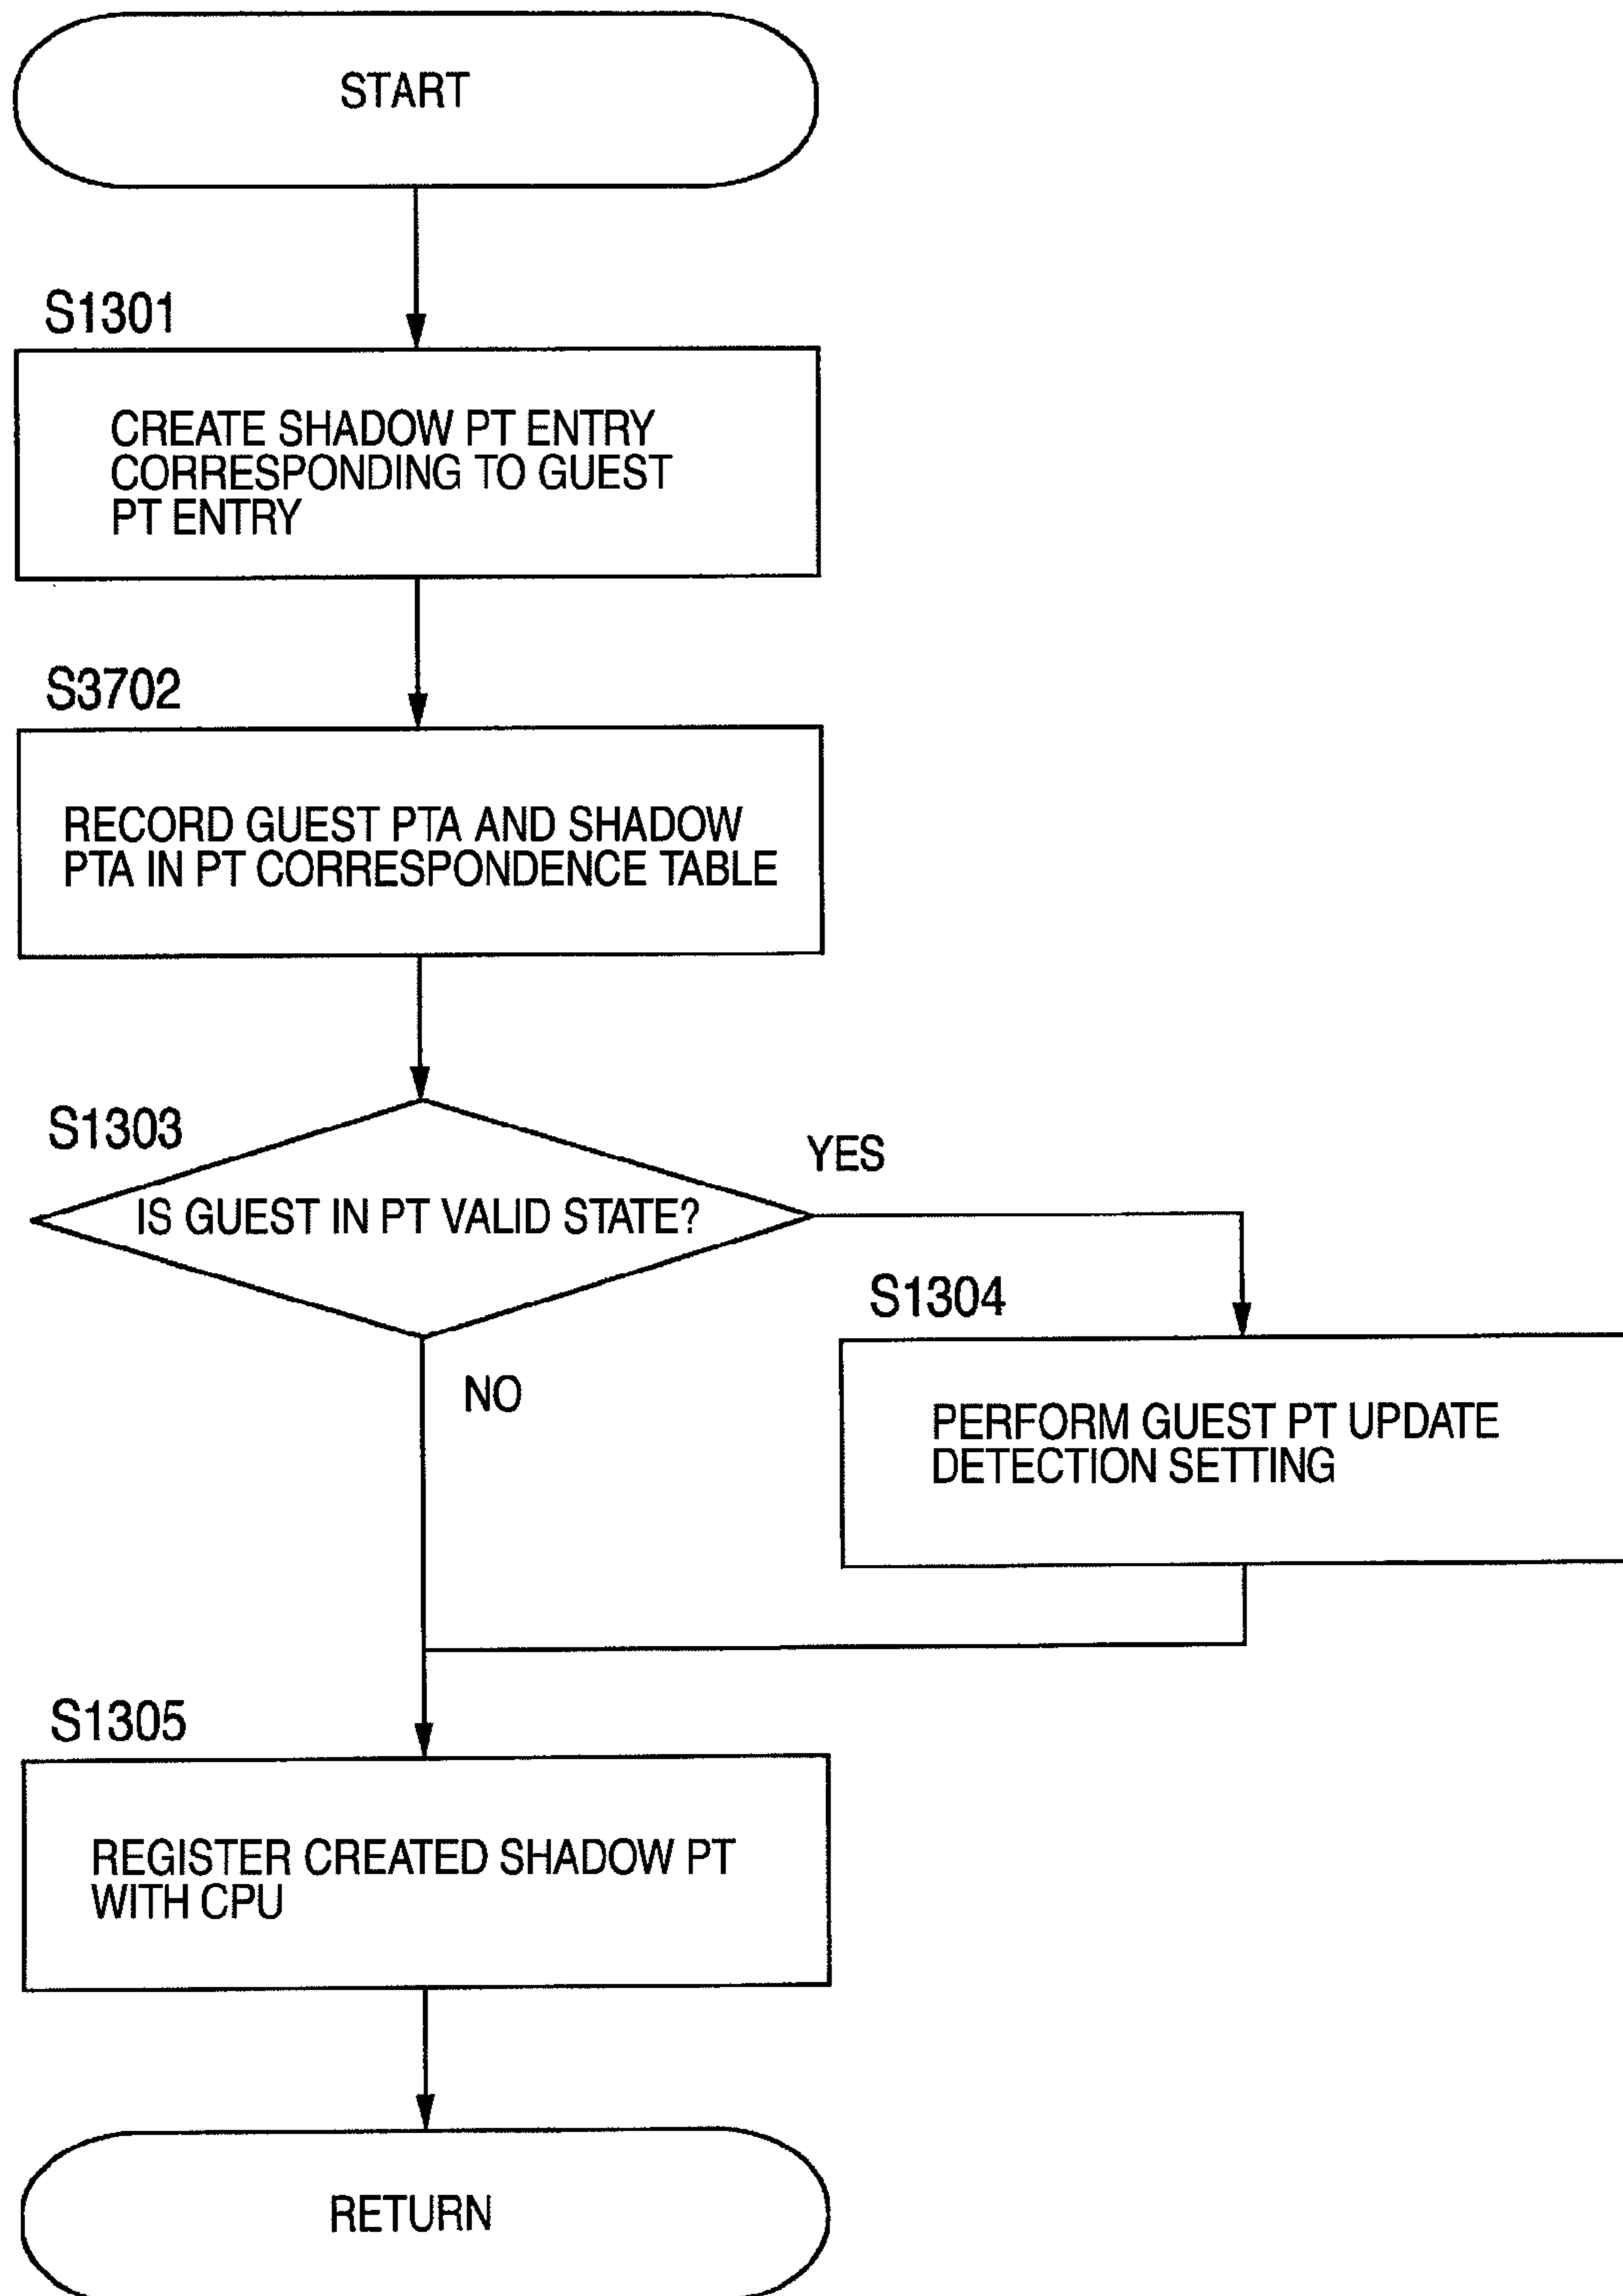 START
S1301
CREATE SHADOW PT ENTRY
CORRESPONDING TO GUEST
PT ENTRY
S3702
RECORD GUEST PTA AND SHADOW
PTA IN PT CORRESPONDENCE TABLE
S1303
IS GUEST IN PT VALID STATE?
YES
NO
S1304
PERFORM GUEST PT UPDATE
DETECTION SETTING
S1305
REGISTER CREATED SHADOW PT
WITH CPU
RETURN